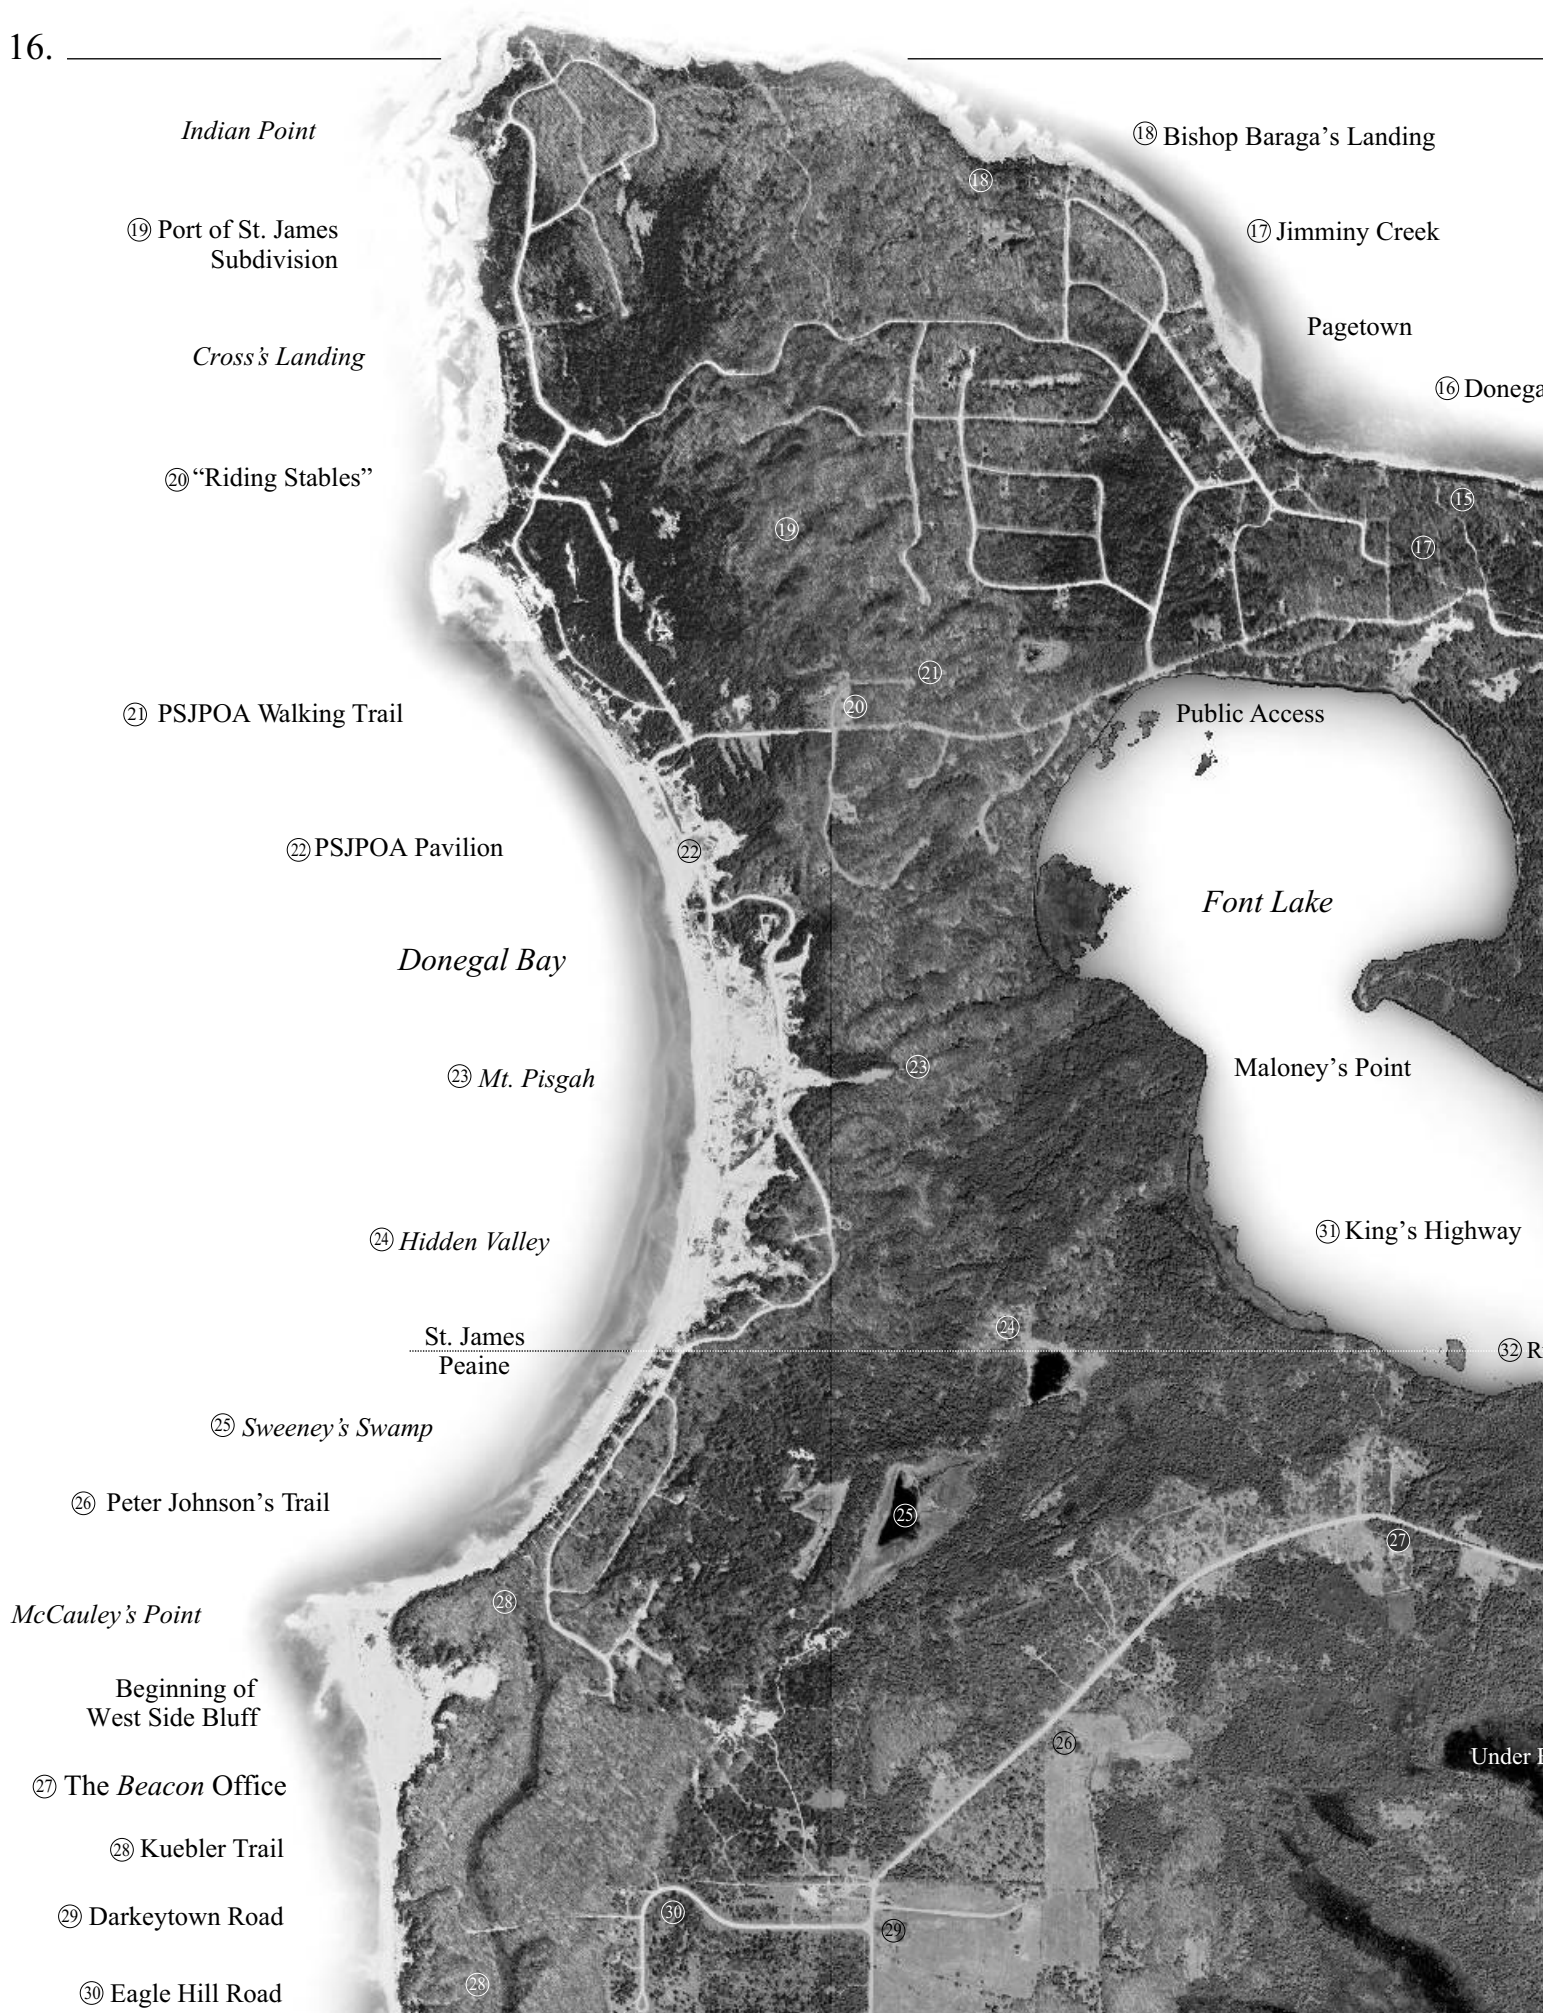 16.
Indian Point
⑱ Bishop Baraga's Landing
⑱
⑲ Port of St. James
Subdivision
⑰ Jimminy Creek
Pagetown
Cross's Landing
⑯
⑳ "Riding Stables"
⑮
⑲
⑰
㉑
⑳
㉑ PSJPOA Walking Trail
Public Access
㉒ PSJPOA Pavilion
㉒
Font Lake
Donegal Bay
㉓
Maloney's Point
㉓ Mt. Pisgah
㉔ Hidden Valley
㉛ King's Highway
㉔
St. James
Peaine
㉜
㉕ Sweeney's Swamp
㉖ Peter Johnson's Trail
㉕
㉗
㉘
McCauley's Point
Beginning of
West Side Bluff
㉖
Under
㉗ The Beacon Office
㉘ Kuebler Trail
㉙ Darkeytown Road
㉚
㉙
㉘
㉚ Eagle Hill Road